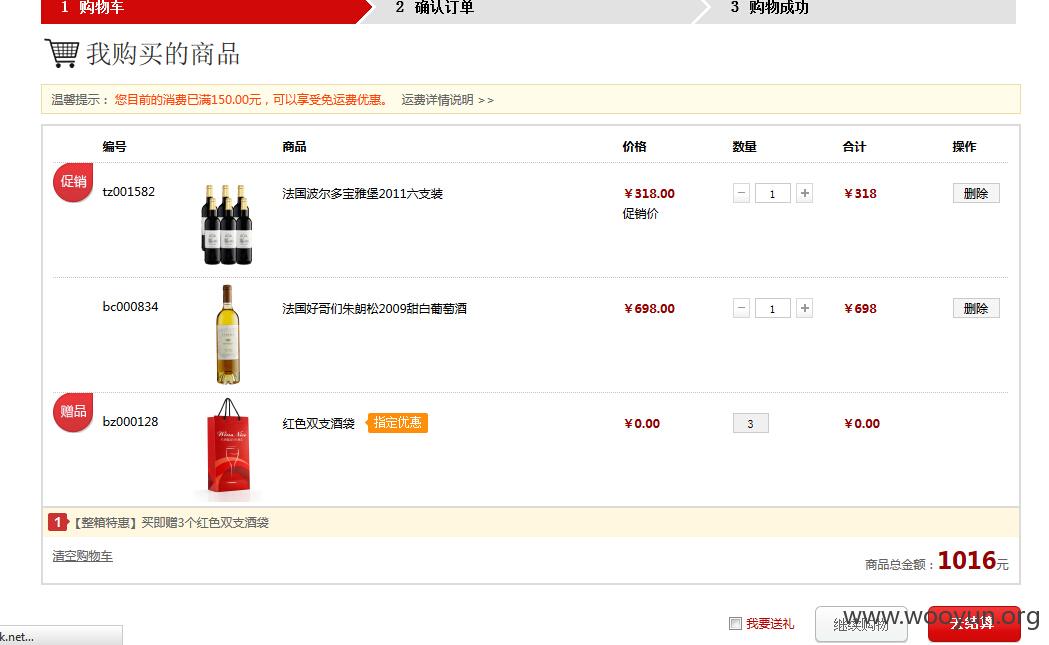 1 购物车 2 确认订单 3 购物成功
我购买的商品
温馨提示： 您目前的消费已满150.00元，可以享受免运费优惠。 运费详情说明 >>
编号 商品 价格 数量 合计 操作
促销 tz001582 法国波尔多宝雅堡2011六支装 ￥318.00 − 1 + ￥318 删除
促销价
bc000834 法国好哥们朱朗松2009甜白葡萄酒 ￥698.00 − 1 + ￥698 删除
赠品 bz000128 红色双支酒袋 指定优惠 ￥0.00 3 ￥0.00
1 【整箱特惠】买即赠3个红色双支酒袋
清空购物车
商品总金额：1016元
我要送礼 继续购物 去结算
www.wooyun.org
k.net...